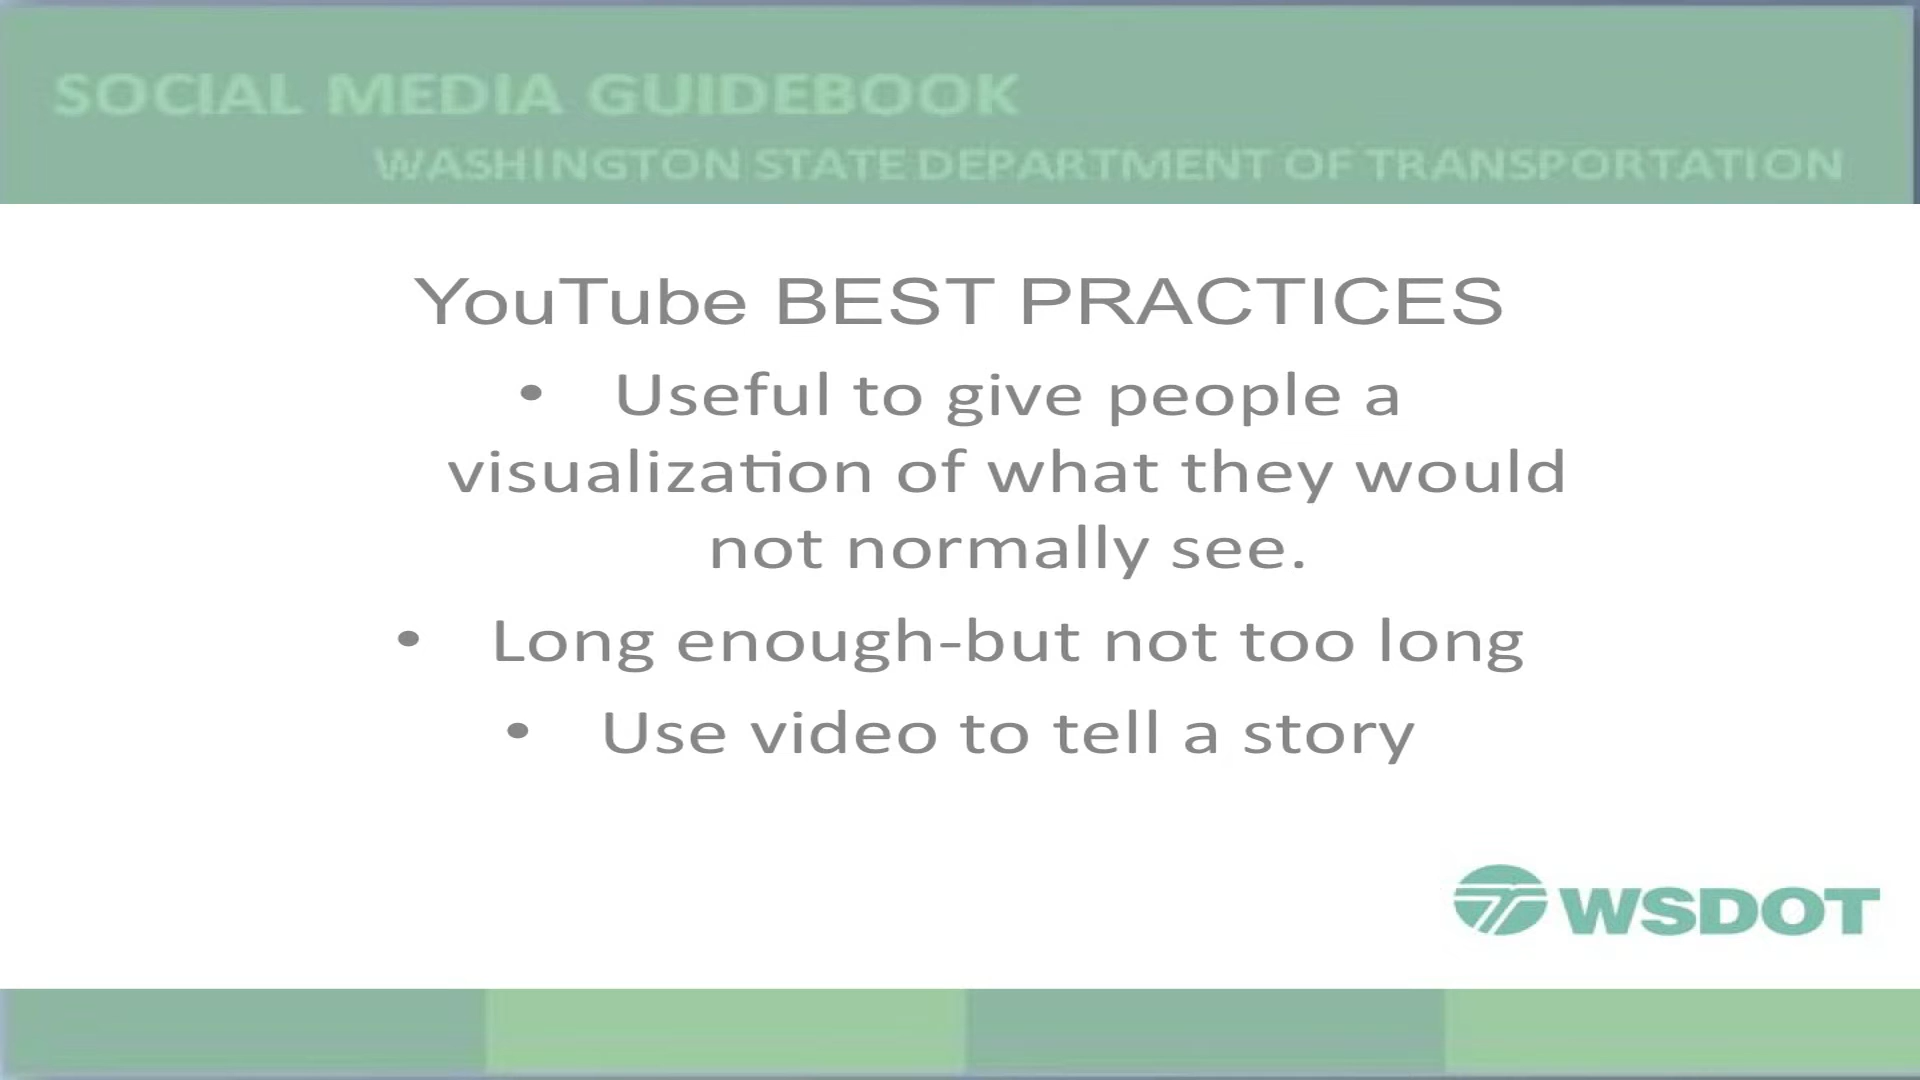 SOCIAL MEDIA GUIDEBOOK
WASHINGTON STATE DEPARTMENT OF TRANSPORTATION
YouTube BEST PRACTICES
• Useful to give people a
visualization of what they would
not normally see.
• Long enough-but not too long
• Use video to tell a story
WSDOT